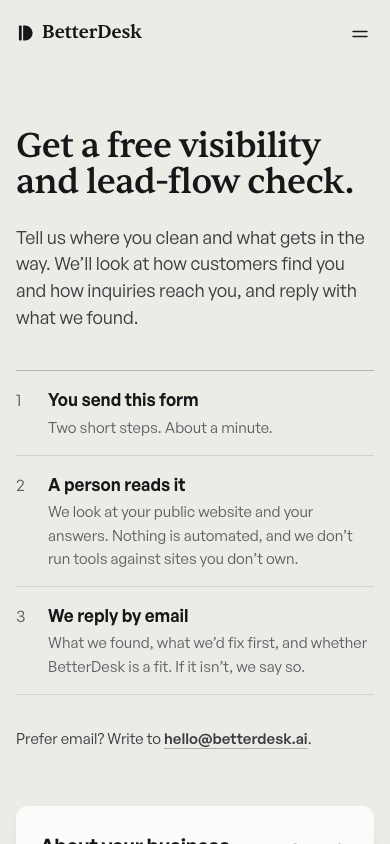 BetterDesk
Get a free visibility
and lead-flow check.
Tell us where you clean and what gets in the
way. We’ll look at how customers find you
and how inquiries reach you, and reply with
what we found.
1 You send this form
Two short steps. About a minute.
2 A person reads it
We look at your public website and your
answers. Nothing is automated, and we don’t
run tools against sites you don’t own.
3 We reply by email
What we found, what we’d fix first, and whether
BetterDesk is a fit. If it isn’t, we say so.
Prefer email? Write to hello@betterdesk.ai.
About your business